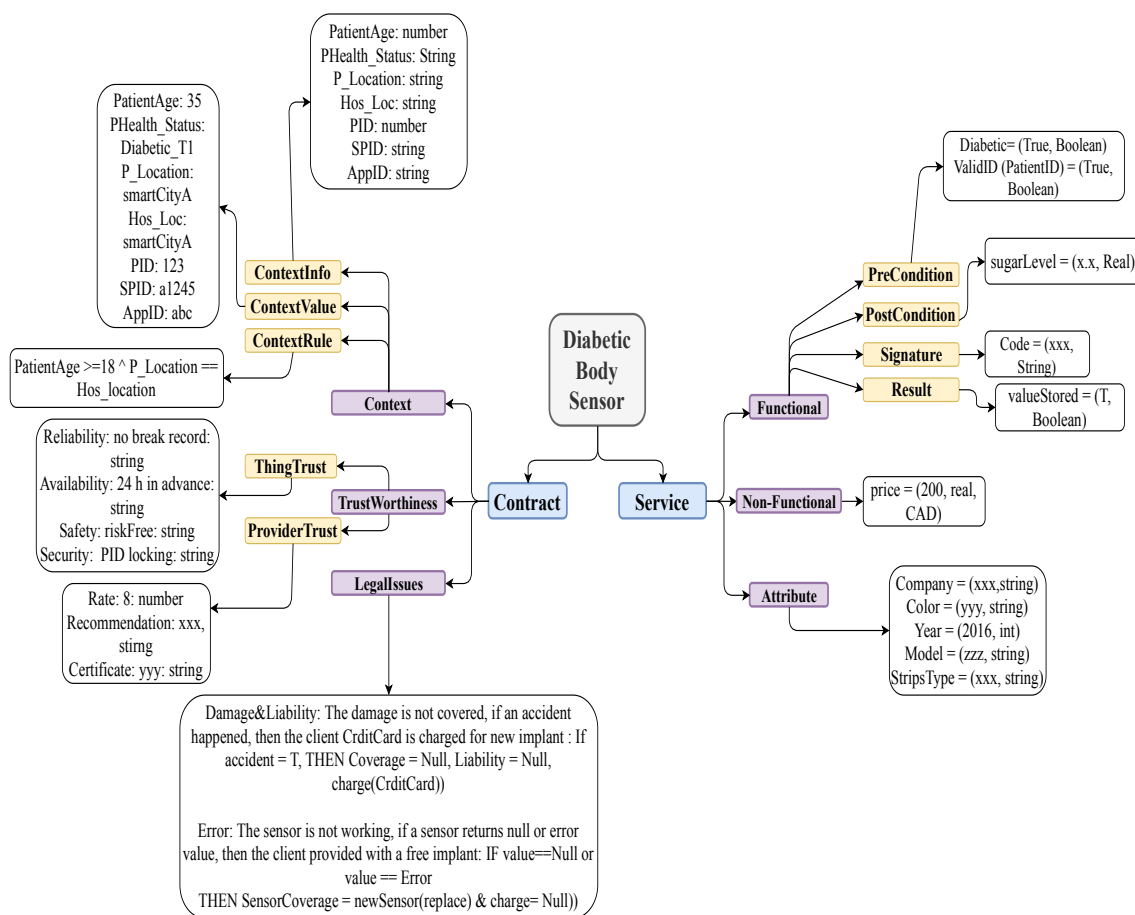 PatientAge: number
PHealth_Status: String
P_Location: string
Hos_Loc: string
PID: number
SPID: string
AppID: string
PatientAge: 35
PHealth_Status:
Diabetic_T1
P_Location:
smartCityA
Hos_Loc:
smartCityA
PID: 123
SPID: a1245
AppID: abc
ContextInfo
ContextValue
ContextRule
PatientAge >=18 ^ P_Location ==
Hos_location
Context
Reliability: no break record:
string
Availability: 24 h in advance:
string
Safety: riskFree: string
Security:  PID locking: string
ThingTrust
TrustWorthiness
ProviderTrust
Rate: 8: number
Recommendation: xxx,
stirng
Certificate: yyy: string
LegalIssues
Damage&Liability: The damage is not covered, if an accident
happened, then the client CrditCard is charged for new implant : If
accident = T, THEN Coverage = Null, Liability = Null,
charge(CrditCard))
Error: The sensor is not working, if a sensor returns null or error
value, then the client provided with a free implant: IF value==Null or
value == Error
THEN SensorCoverage = newSensor(replace) & charge= Null))
Diabetic
Body
Sensor
Contract
Service
Diabetic= (True, Boolean)
ValidID (PatientID) = (True,
Boolean)
PreCondition
sugarLevel = (x.x, Real)
PostCondition
Signature
Code = (xxx,
String)
Result
valueStored = (T,
Boolean)
Functional
Non-Functional
price = (200, real,
CAD)
Attribute
Company = (xxx,string)
Color = (yyy, string)
Year = (2016, int)
Model = (zzz, string)
StripsType = (xxx, string)